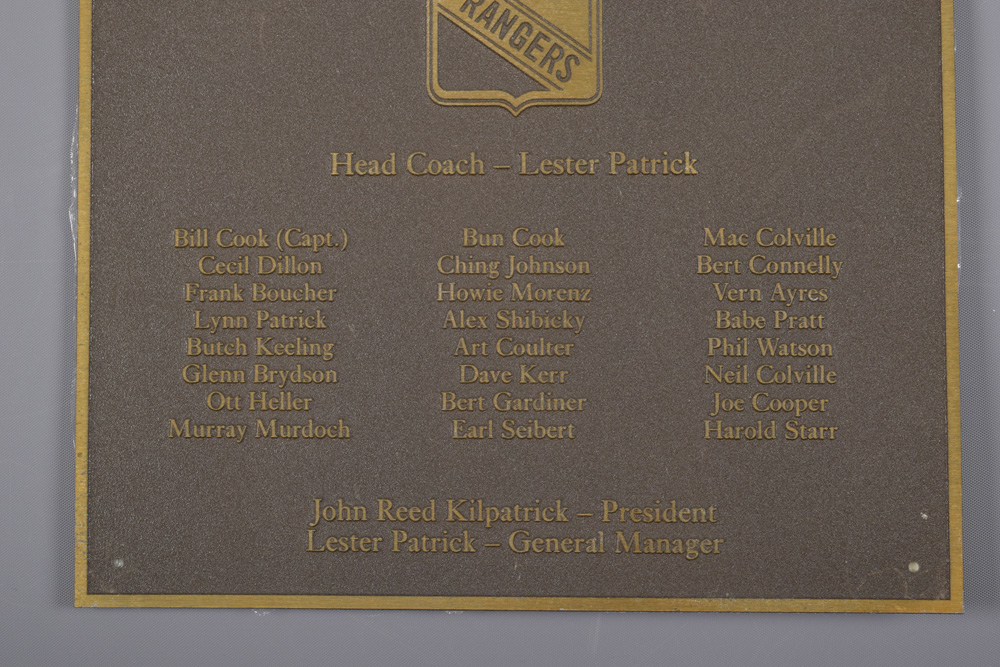 RANGERS
Head Coach – Lester Patrick
Bill Cook (Capt.)
Cecil Dillon
Frank Boucher
Lynn Patrick
Butch Keeling
Glenn Brydson
Ott Heller
Murray Murdoch
Bun Cook
Ching Johnson
Howie Morenz
Alex Shibicky
Art Coulter
Dave Kerr
Bert Gardiner
Earl Seibert
Mac Colville
Bert Connelly
Vern Ayres
Babe Pratt
Phil Watson
Neil Colville
Joe Cooper
Harold Starr
John Reed Kilpatrick – President
Lester Patrick – General Manager